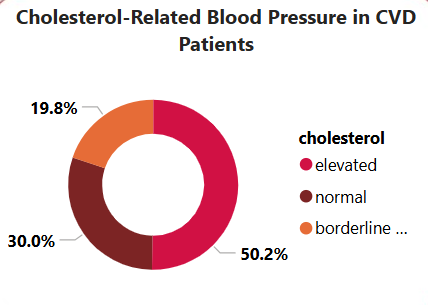 Cholesterol-Related Blood Pressure in CVD
Patients
19.8%
cholesterol
elevated
normal
borderline ...
30.0%
50.2%